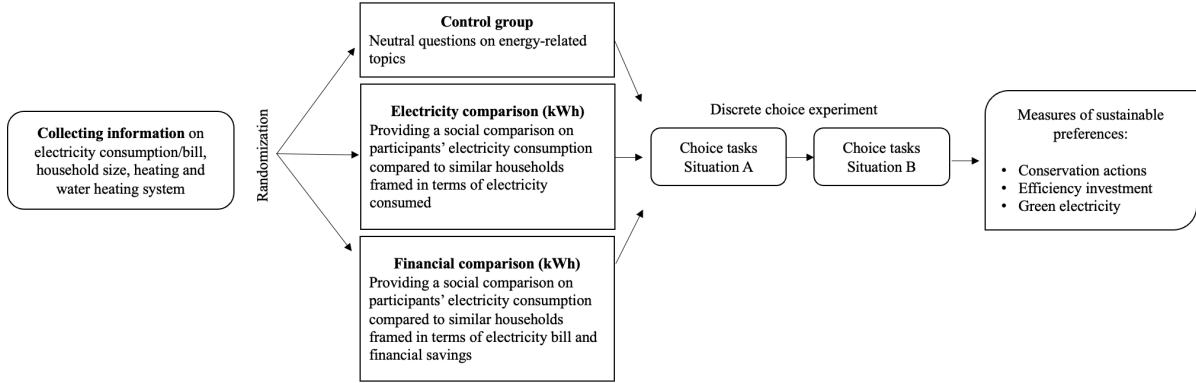 Collecting information on
electricity consumption/bill,
household size, heating and
water heating system
Randomization
Control group
Neutral questions on energy-related
topics
Electricity comparison (kWh)
Providing a social comparison on
participants’ electricity consumption
compared to similar households
framed in terms of electricity
consumed
Financial comparison (kWh)
Providing a social comparison on
participants’ electricity consumption
compared to similar households
framed in terms of electricity bill and
financial savings
Discrete choice experiment
Choice tasks
Situation A
Choice tasks
Situation B
Measures of sustainable
preferences:
• Conservation actions
• Efficiency investment
• Green electricity